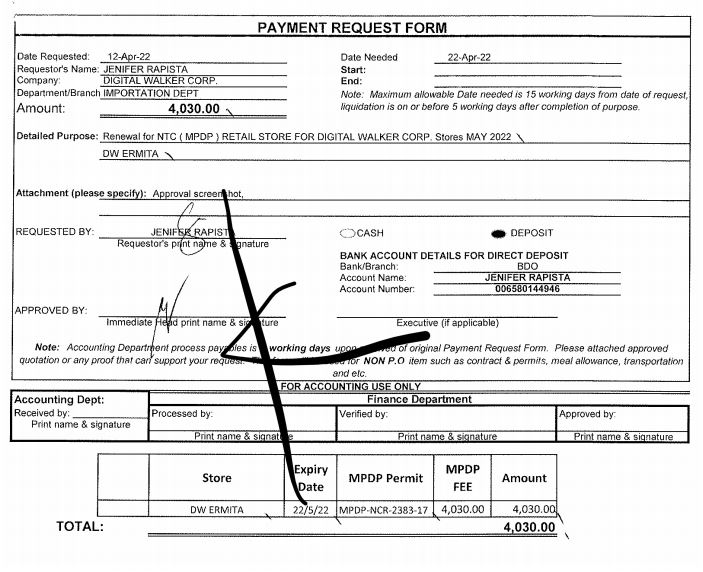 PAYMENT REQUEST FORM
Date Requested: 12-Apr-22 Date Needed 22-Apr-22
Requestor's Name: JENIFER RAPISTA Start:
Company: DIGITAL WALKER CORP. End:
Department/Branch IMPORTATION DEPT Note: Maximum allowable Date needed is 15 working days from date of request,
Amount: 4,030.00 liquidation is on or before 5 working days after completion of purpose.
Detailed Purpose: Renewal for NTC ( MPDP ) RETAIL STORE FOR DIGITAL WALKER CORP. Stores MAY 2022
DW ERMITA
Attachment (please specify): Approval screenshot,
REQUESTED BY: JENIFER RAPISTA CASH DEPOSIT
Requestor's print name & signature
BANK ACCOUNT DETAILS FOR DIRECT DEPOSIT
Bank/Branch: BDO
Account Name: JENIFER RAPISTA
Account Number: 006580144946
APPROVED BY:
Immediate Head print name & signature Executive (if applicable)
Note: Accounting Department process payables is working days upon of original Payment Request Form. Please attached approved
quotation or any proof that can support your request. for NON P.O item such as contract & permits, meal allowance, transportation
and etc.
FOR ACCOUNTING USE ONLY
Accounting Dept: Finance Department
Received by: Processed by: Verified by: Approved by:
Print name & signature Print name & signature Print name & signature Print name & signature
Store Expiry Date MPDP Permit MPDP FEE Amount
DW ERMITA 22/5/22 MPDP-NCR-2383-17 4,030.00 4,030.00
TOTAL: 4,030.00